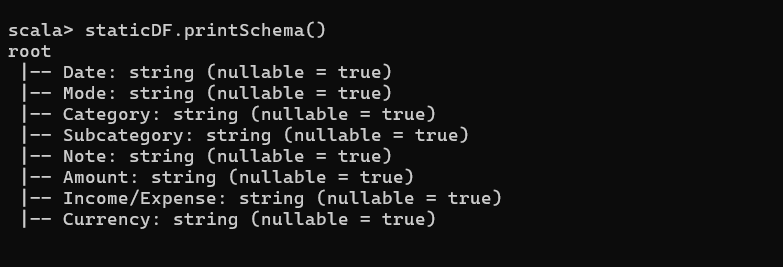 scala> staticDF.printSchema()
root
 |-- Date: string (nullable = true)
 |-- Mode: string (nullable = true)
 |-- Category: string (nullable = true)
 |-- Subcategory: string (nullable = true)
 |-- Note: string (nullable = true)
 |-- Amount: string (nullable = true)
 |-- Income/Expense: string (nullable = true)
 |-- Currency: string (nullable = true)